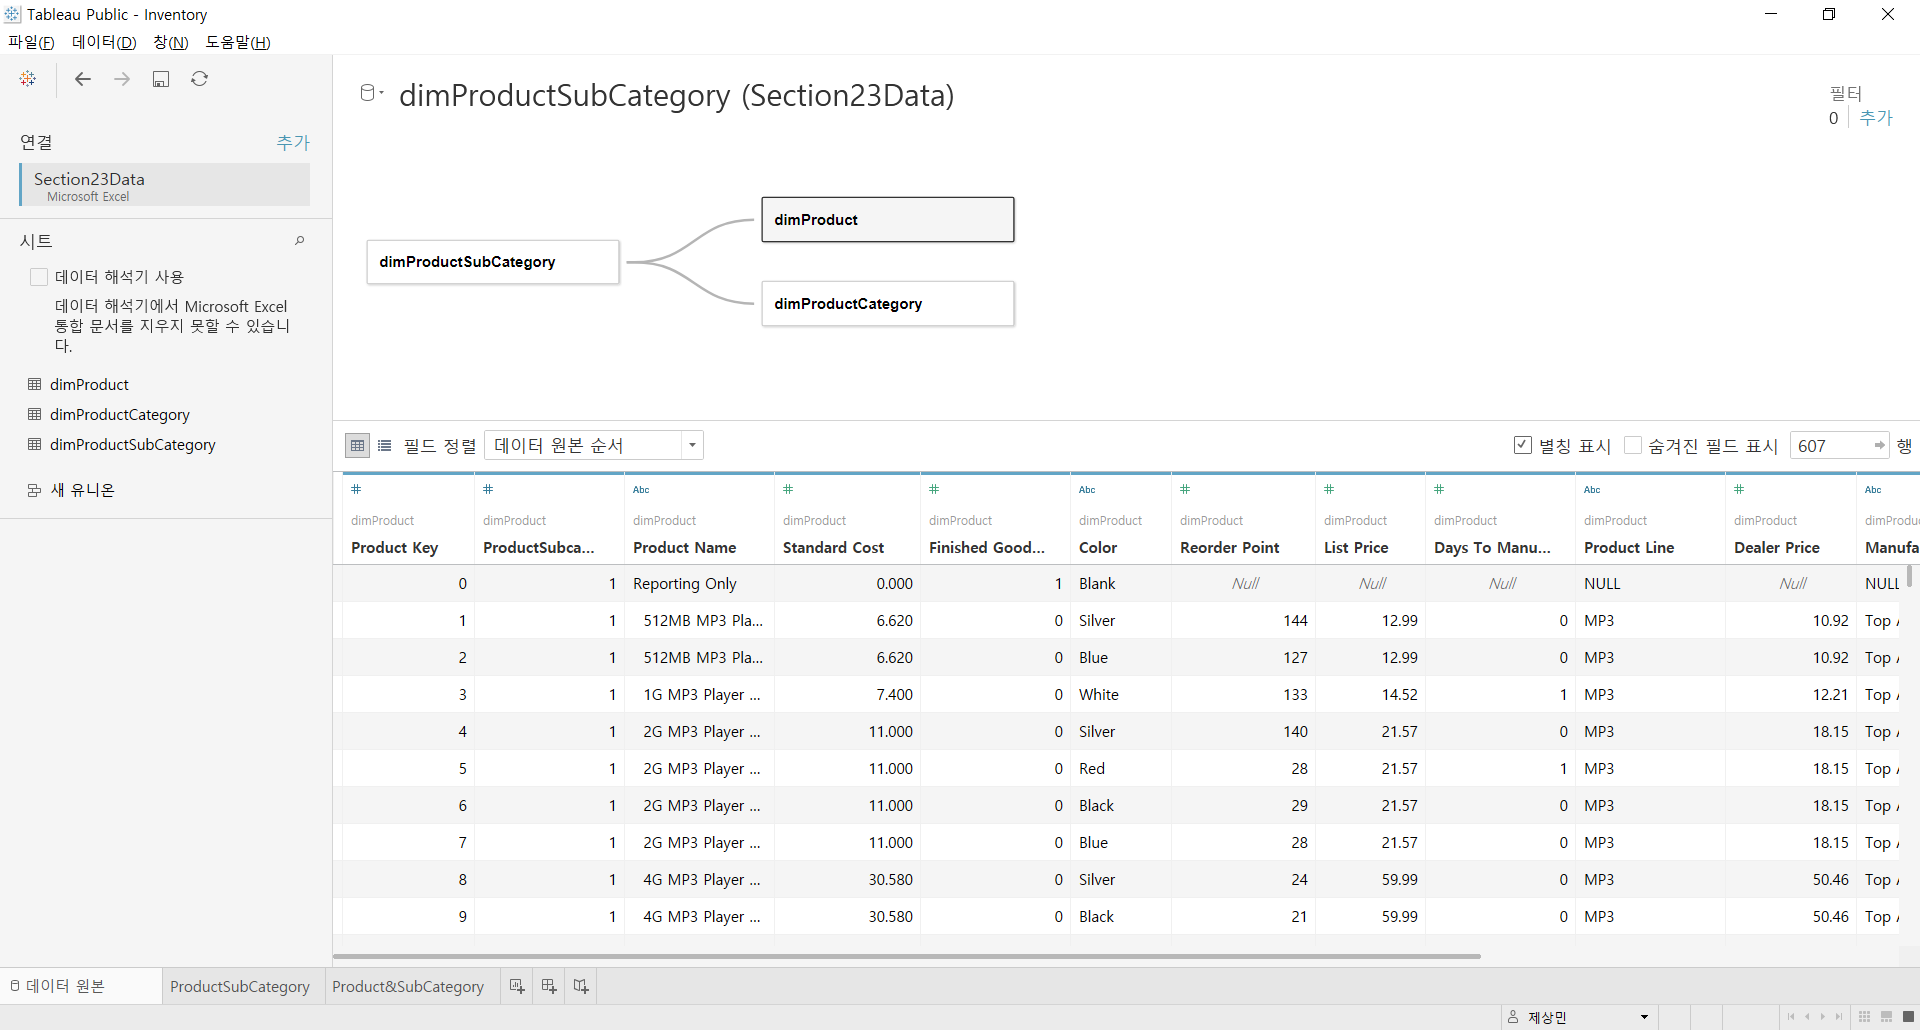 Tableau Public - Inventory
파일(F) 데이터(D) 창(N) 도움말(H)
연결 추가
Section23Data
Microsoft Excel
시트
데이터 해석기 사용
데이터 해석기에서 Microsoft Excel
통합 문서를 지우지 못할 수 있습니
다.
dimProduct
dimProductCategory
dimProductSubCategory
새 유니온
dimProductSubCategory (Section23Data)
필터
0 추가
dimProduct
dimProductSubCategory
dimProductCategory
필드 정렬 데이터 원본 순서 별칭 표시 숨겨진 필드 표시 607 행
# # Abc # # Abc # # # Abc # Abc
dimProduct dimProduct dimProduct dimProduct dimProduct dimProduct dimProduct dimProduct dimProduct dimProduct dimProduct dimProduc
Product Key ProductSubca... Product Name Standard Cost Finished Good... Color Reorder Point List Price Days To Manu... Product Line Dealer Price Manufa
0 1 Reporting Only 0.000 1 Blank Null Null Null NULL Null NULL
1 1 512MB MP3 Pla... 6.620 0 Silver 144 12.99 0 MP3 10.92 Top
2 1 512MB MP3 Pla... 6.620 0 Blue 127 12.99 0 MP3 10.92 Top
3 1 1G MP3 Player ... 7.400 0 White 133 14.52 1 MP3 12.21 Top
4 1 2G MP3 Player ... 11.000 0 Silver 140 21.57 0 MP3 18.15 Top
5 1 2G MP3 Player ... 11.000 0 Red 28 21.57 1 MP3 18.15 Top
6 1 2G MP3 Player ... 11.000 0 Black 29 21.57 0 MP3 18.15 Top
7 1 2G MP3 Player ... 11.000 0 Blue 28 21.57 0 MP3 18.15 Top
8 1 4G MP3 Player ... 30.580 0 Silver 24 59.99 0 MP3 50.46 Top
9 1 4G MP3 Player ... 30.580 0 Black 21 59.99 0 MP3 50.46 Top
데이터 원본 ProductSubCategory Product&SubCategory
제상민